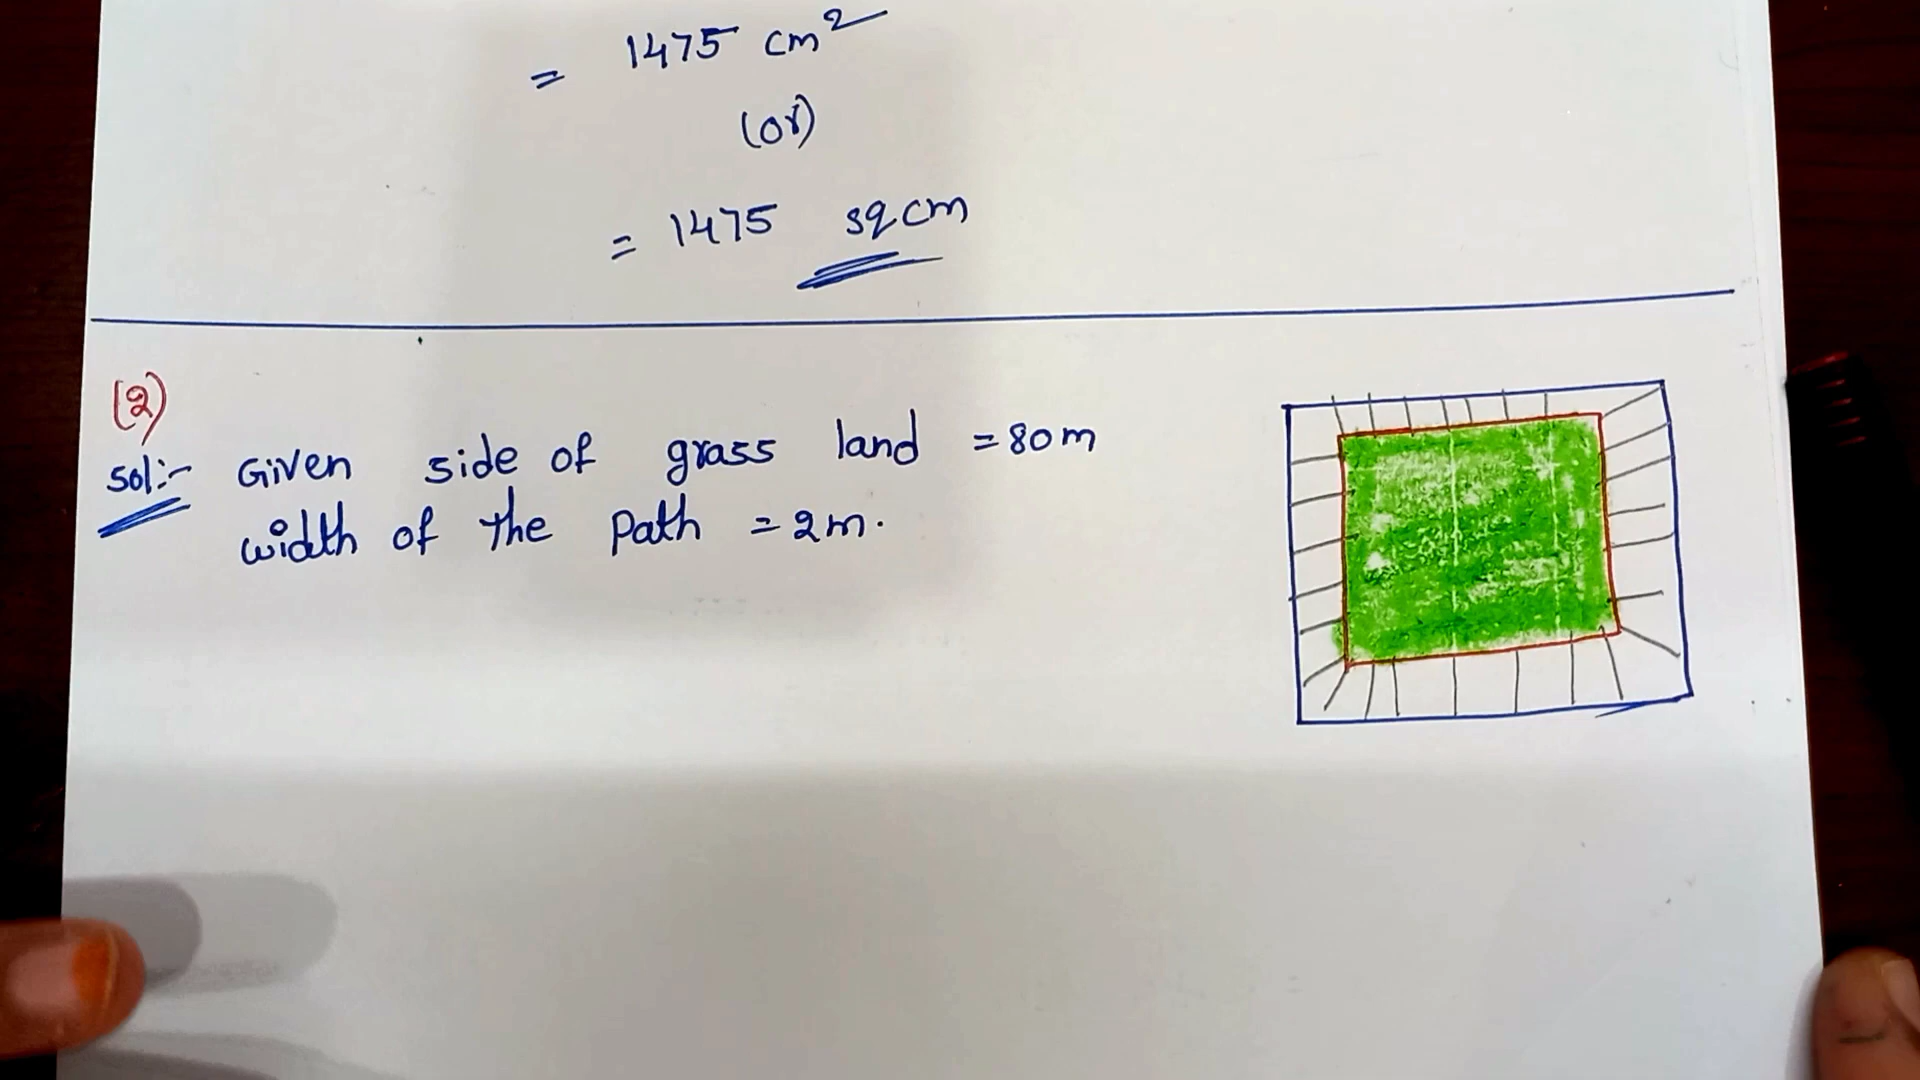 = 1475 cm²
(or)
= 1475 sq cm
(2)
Sol:- Given side of grass land = 80m
width of the Path = 2m.